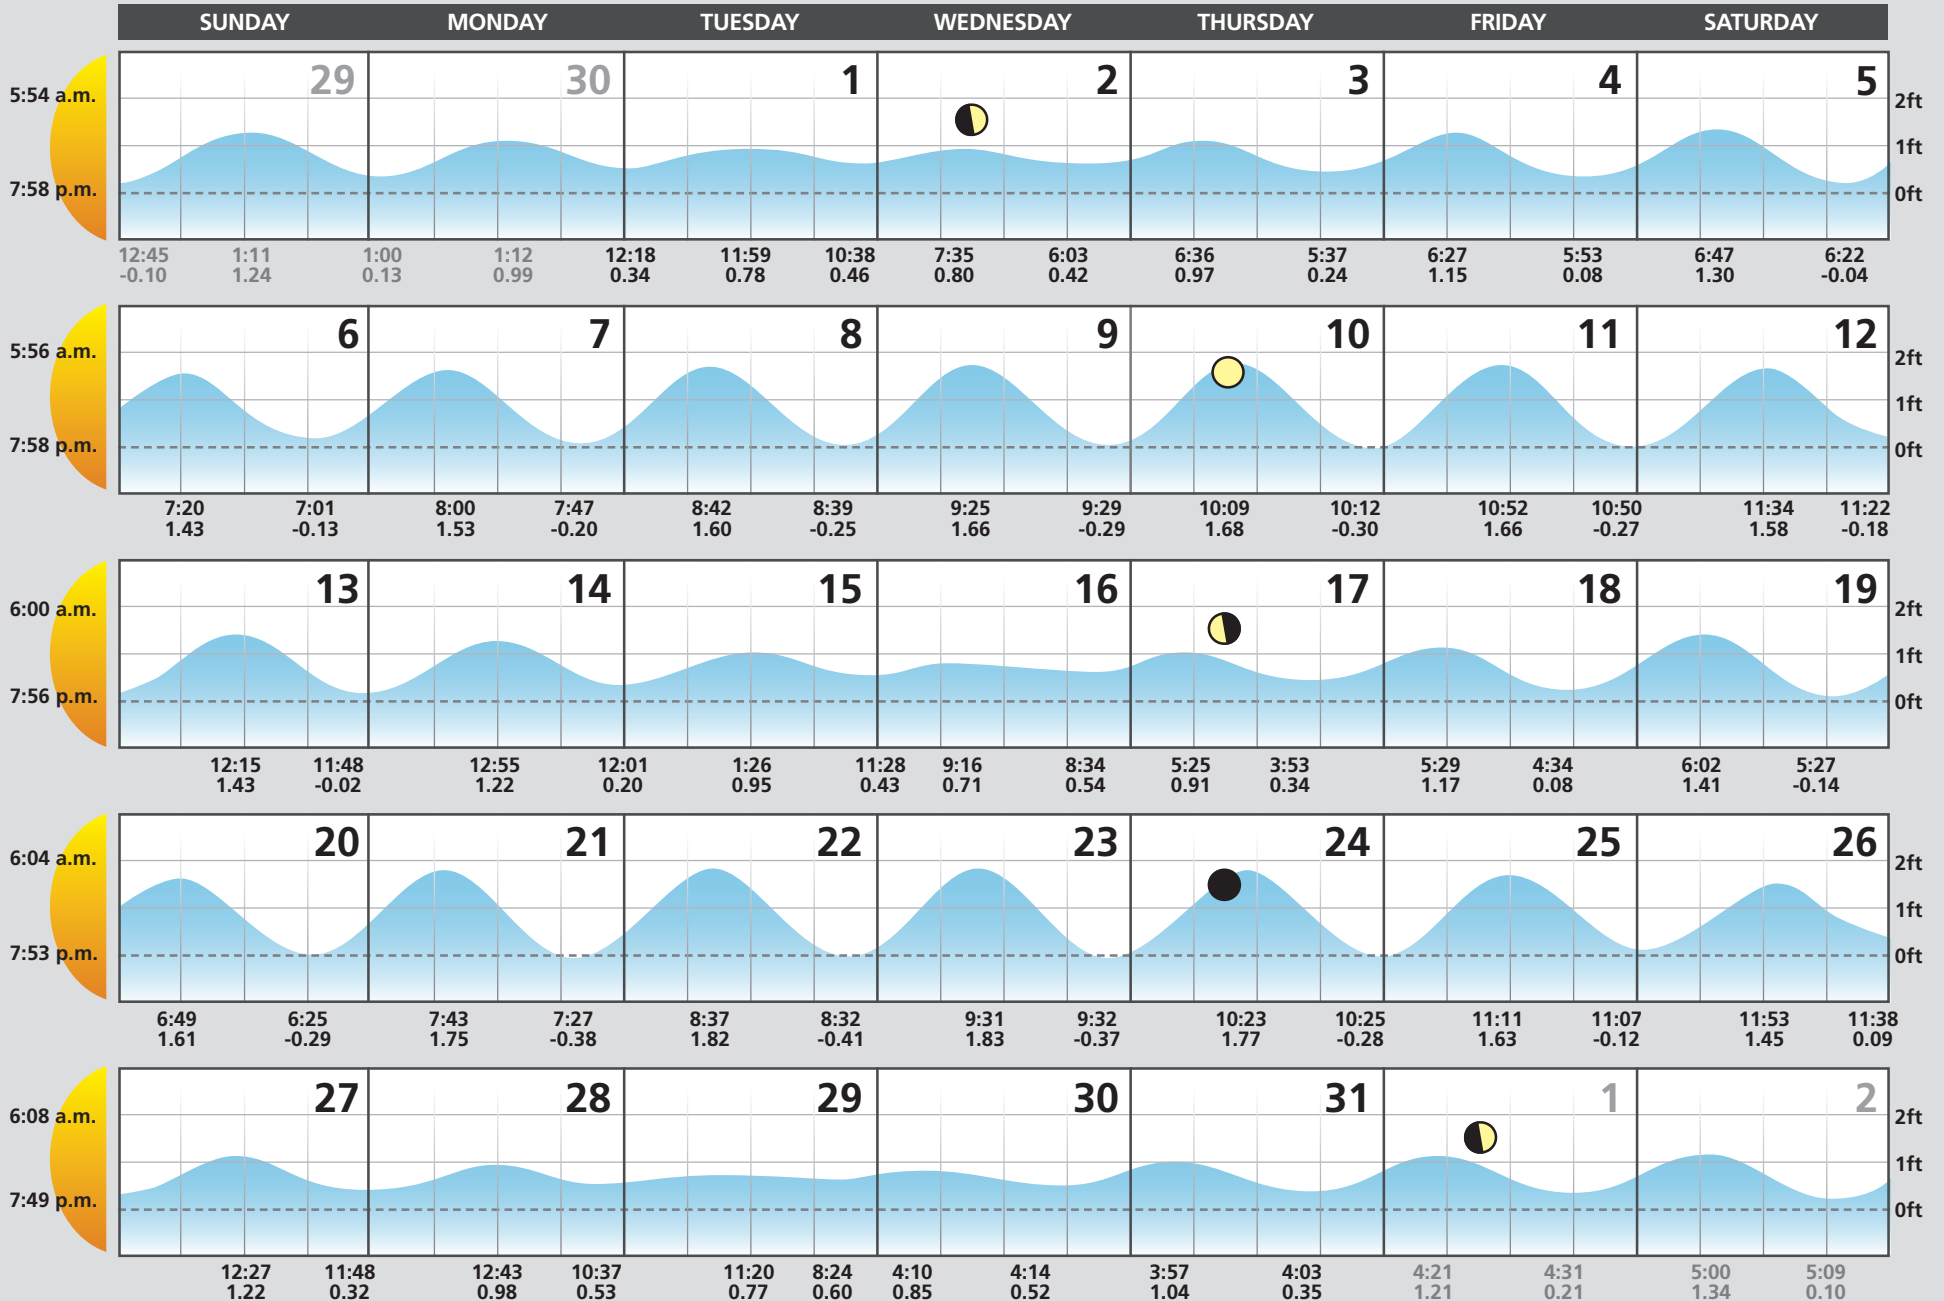 SUNDAY MONDAY TUESDAY WEDNESDAY THURSDAY FRIDAY SATURDAY
29 30 1 2 3 4 5
5:54 a.m. 2ft
1ft
7:58 p.m. 0ft
12:45 1:11 1:00 1:12 12:18 11:59 10:38 7:35 6:03 6:36 5:37 6:27 5:53 6:47 6:22
-0.10 1.24 0.13 0.99 0.34 0.78 0.46 0.80 0.42 0.97 0.24 1.15 0.08 1.30 -0.04
6 7 8 9 10 11 12
5:56 a.m. 2ft
1ft
7:58 p.m. 0ft
7:20 7:01 8:00 7:47 8:42 8:39 9:25 9:29 10:09 10:12 10:52 10:50 11:34 11:22
1.43 -0.13 1.53 -0.20 1.60 -0.25 1.66 -0.29 1.68 -0.30 1.66 -0.27 1.58 -0.18
13 14 15 16 17 18 19
6:00 a.m. 2ft
1ft
7:56 p.m. 0ft
12:15 11:48 12:55 12:01 1:26 11:28 9:16 8:34 5:25 3:53 5:29 4:34 6:02 5:27
1.43 -0.02 1.22 0.20 0.95 0.43 0.71 0.54 0.91 0.34 1.17 0.08 1.41 -0.14
20 21 22 23 24 25 26
6:04 a.m. 2ft
1ft
7:53 p.m. 0ft
6:49 6:25 7:43 7:27 8:37 8:32 9:31 9:32 10:23 10:25 11:11 11:07 11:53 11:38
1.61 -0.29 1.75 -0.38 1.82 -0.41 1.83 -0.37 1.77 -0.28 1.63 -0.12 1.45 0.09
27 28 29 30 31 1 2
6:08 a.m. 2ft
1ft
7:49 p.m. 0ft
12:27 11:48 12:43 10:37 11:20 8:24 4:10 4:14 3:57 4:03 4:21 4:31 5:00 5:09
1.22 0.32 0.98 0.53 0.77 0.60 0.85 0.52 1.04 0.35 1.21 0.21 1.34 0.10